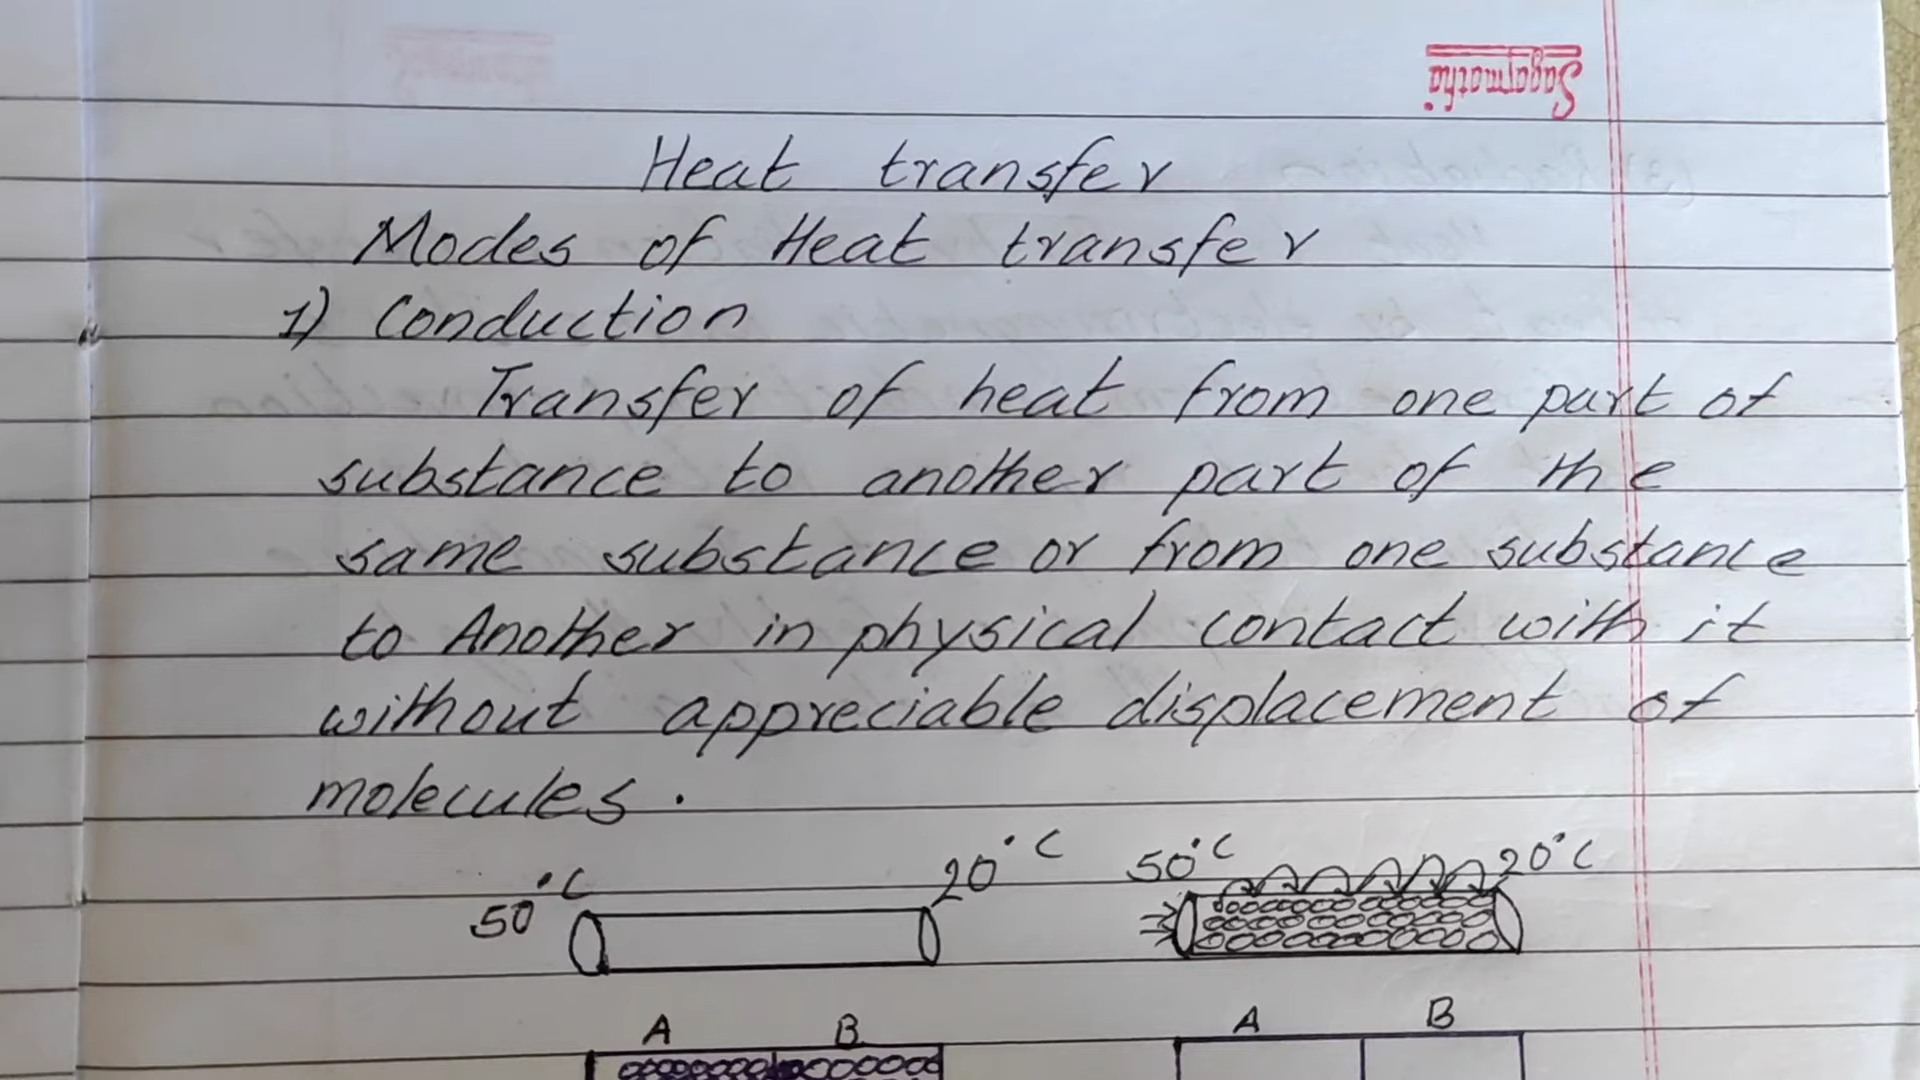 Sagarmatha
Heat transfer
Modes of Heat transfer
1) Conduction
Transfer of heat from one part of
substance to another part of the
same substance or from one substance
to Another in physical contact with it
without appreciable displacement of
molecules.
50°C 20°C 50°C 20°C
A B A B